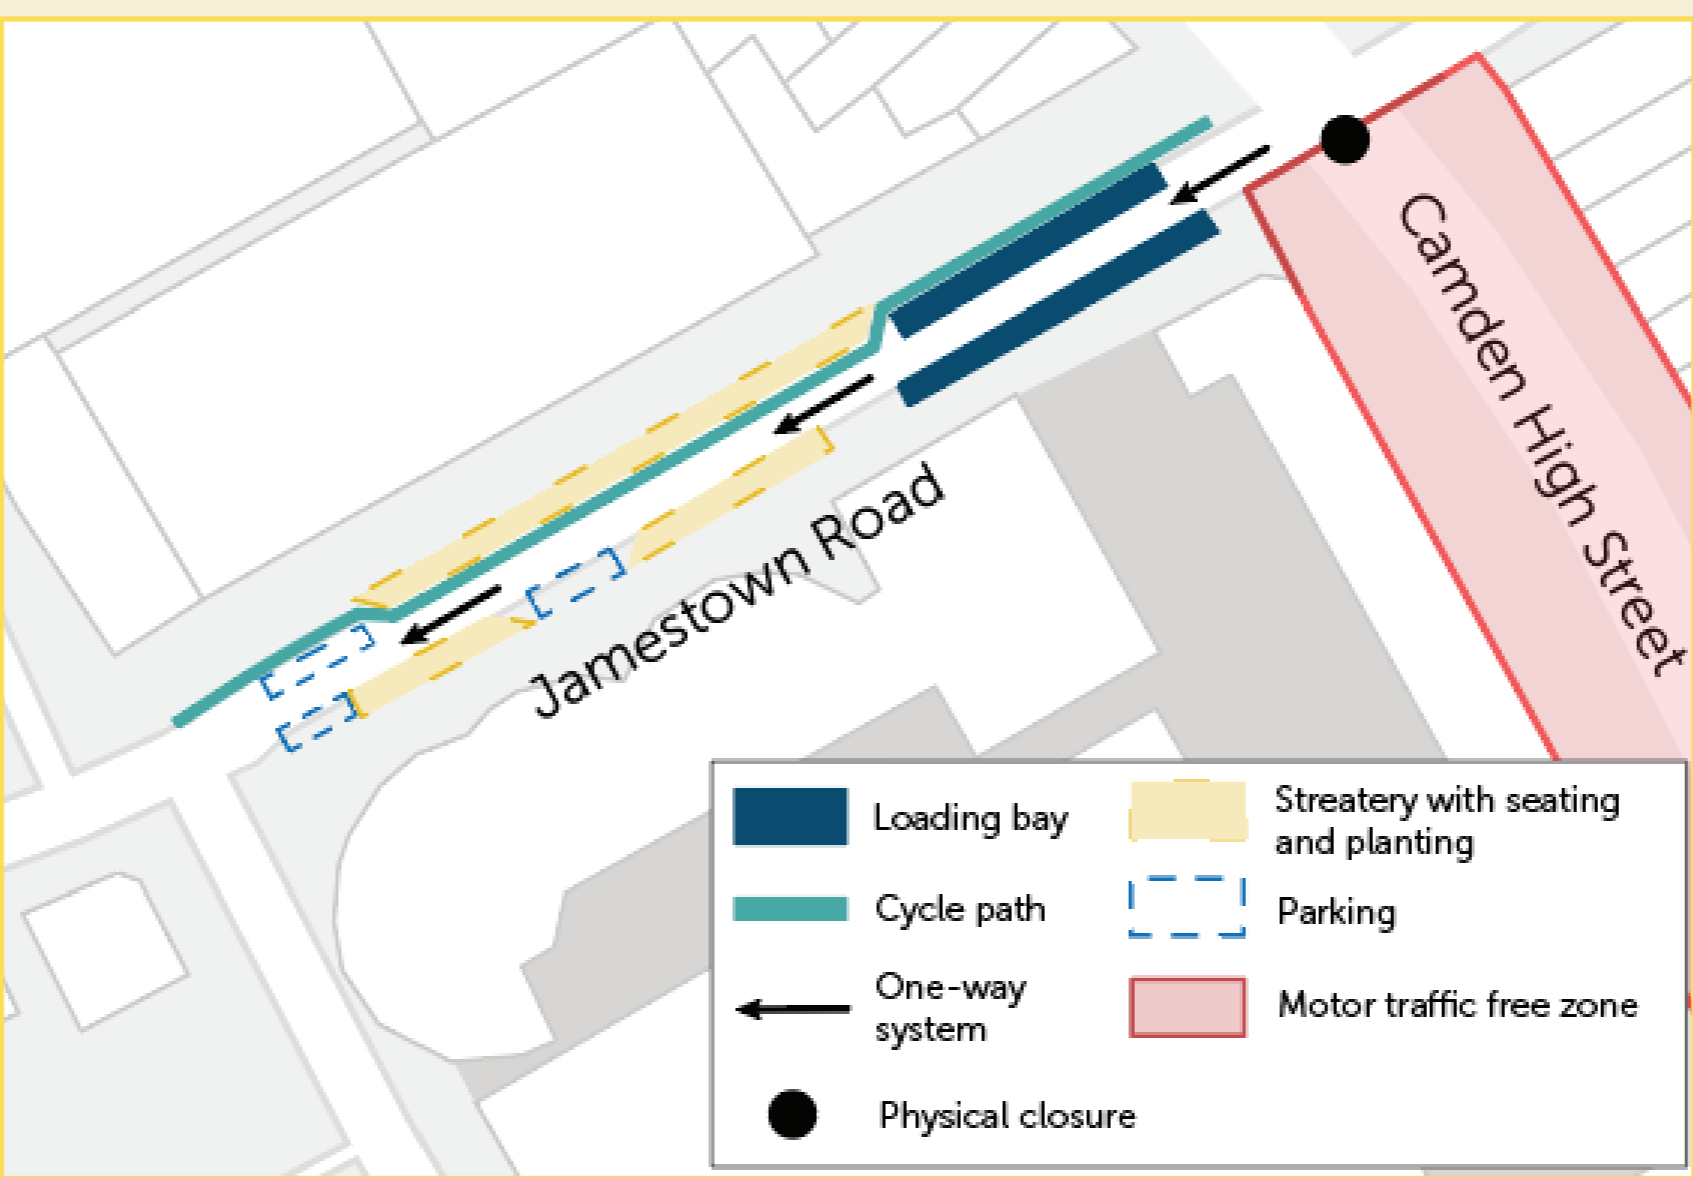 Camden High Street
Jamestown Road
Loading bay
Streatery with seating
and planting
Cycle path
Parking
One-way
system
Motor traffic free zone
Physical closure